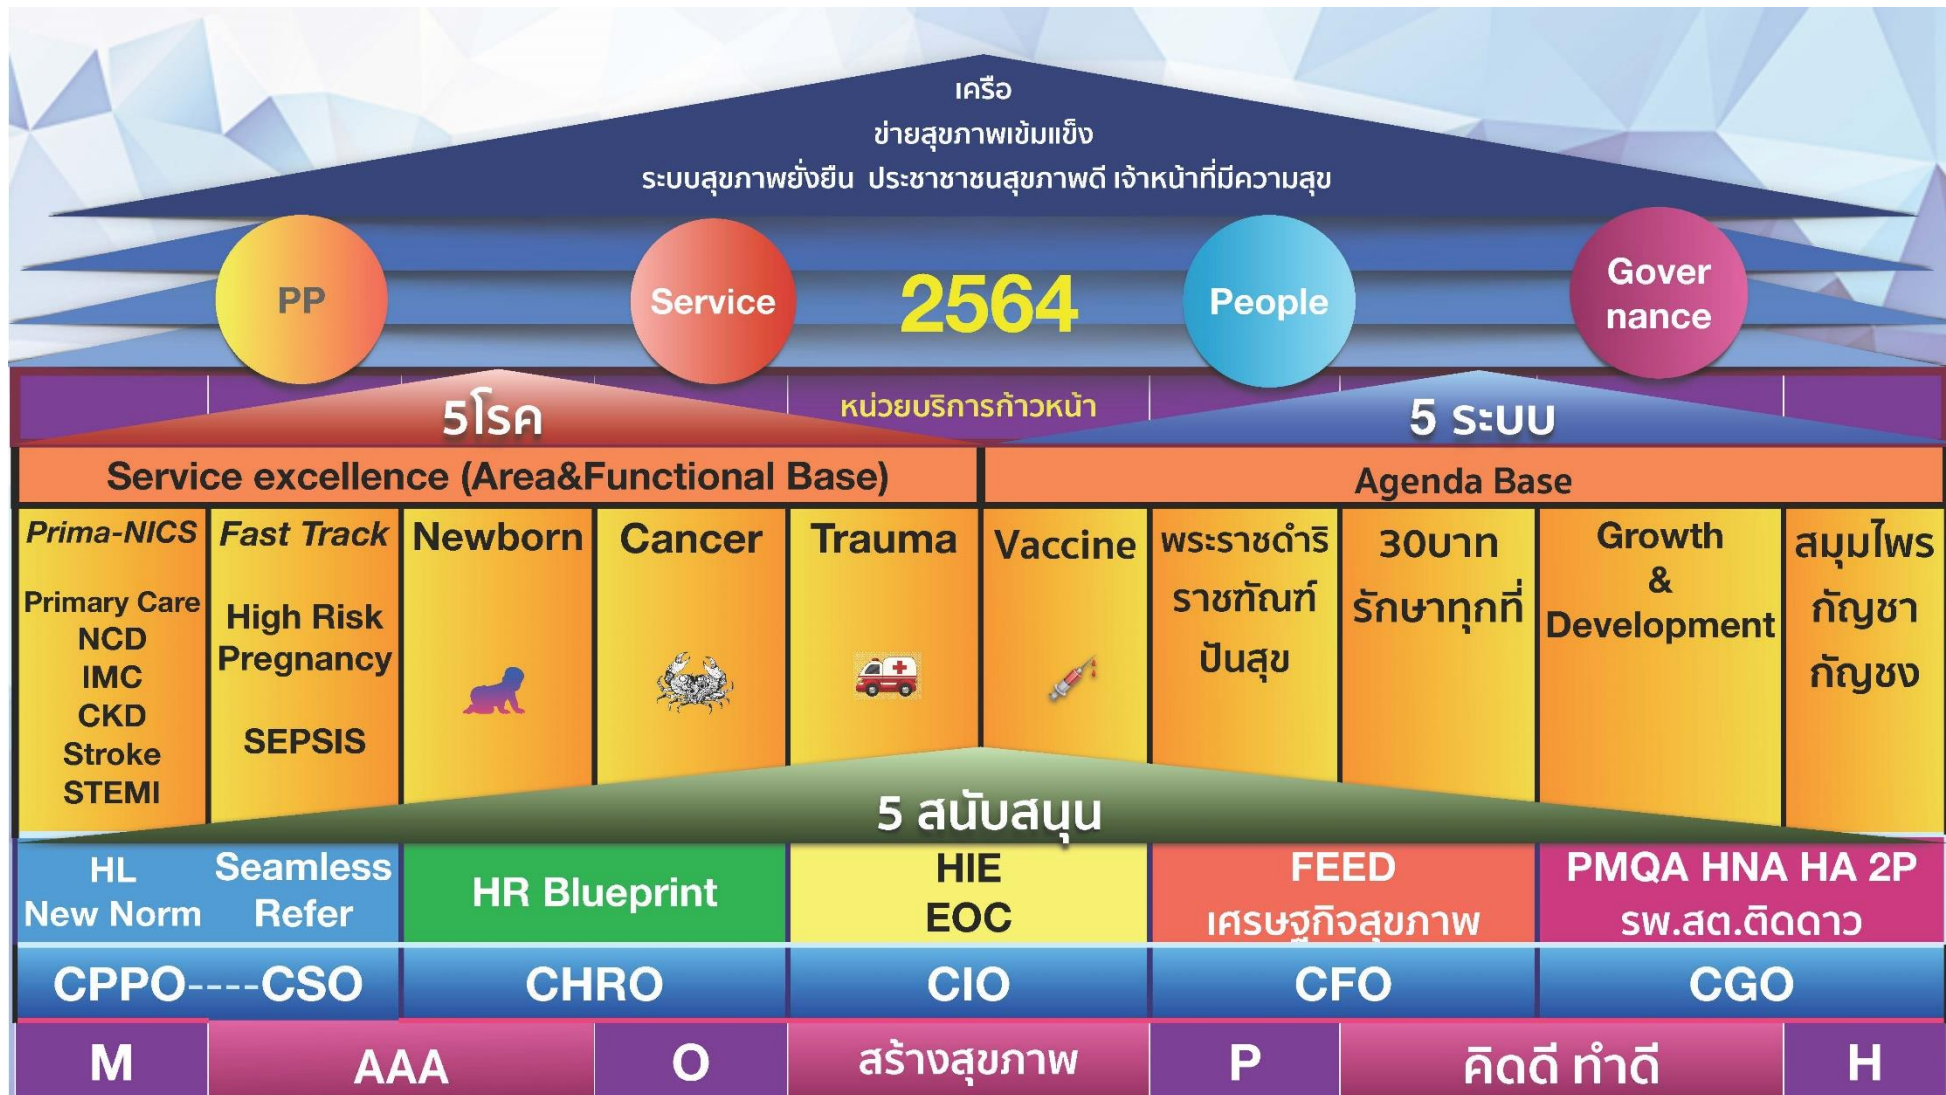 เครือ
ข่ายสุขภาพเข้มแข็ง
ระบบสุขภาพยั่งยืน ประชาชาชนสุขภาพดี เจ้าหน้าที่มีความสุข
PP
Service
2564
People
Gover
nance
5โรค
หน่วยบริการก้าวหน้า
5 ระบบ
Service excellence (Area&Functional Base)
Agenda Base
Prima-NICS
Primary Care
NCD
IMC
CKD
Stroke
STEMI
Fast Track
High Risk
Pregnancy
SEPSIS
Newborn
Cancer
Trauma
Vaccine
พระราชดำริ
ราชทัณฑ์
ปันสุข
30บาท
รักษาทุกที่
Growth
&
Development
สมุมไพร
กัญชา
กัญชง
5 สนับสนุน
HL
New Norm
Seamless
Refer
HR Blueprint
HIE
EOC
FEED
เศรษฐกิจสุขภาพ
PMQA HNA HA 2P
รพ.สต.ติดดาว
CPPO----CSO
CHRO
CIO
CFO
CGO
M
AAA
O
สร้างสุขภาพ
P
คิดดี ทำดี
H